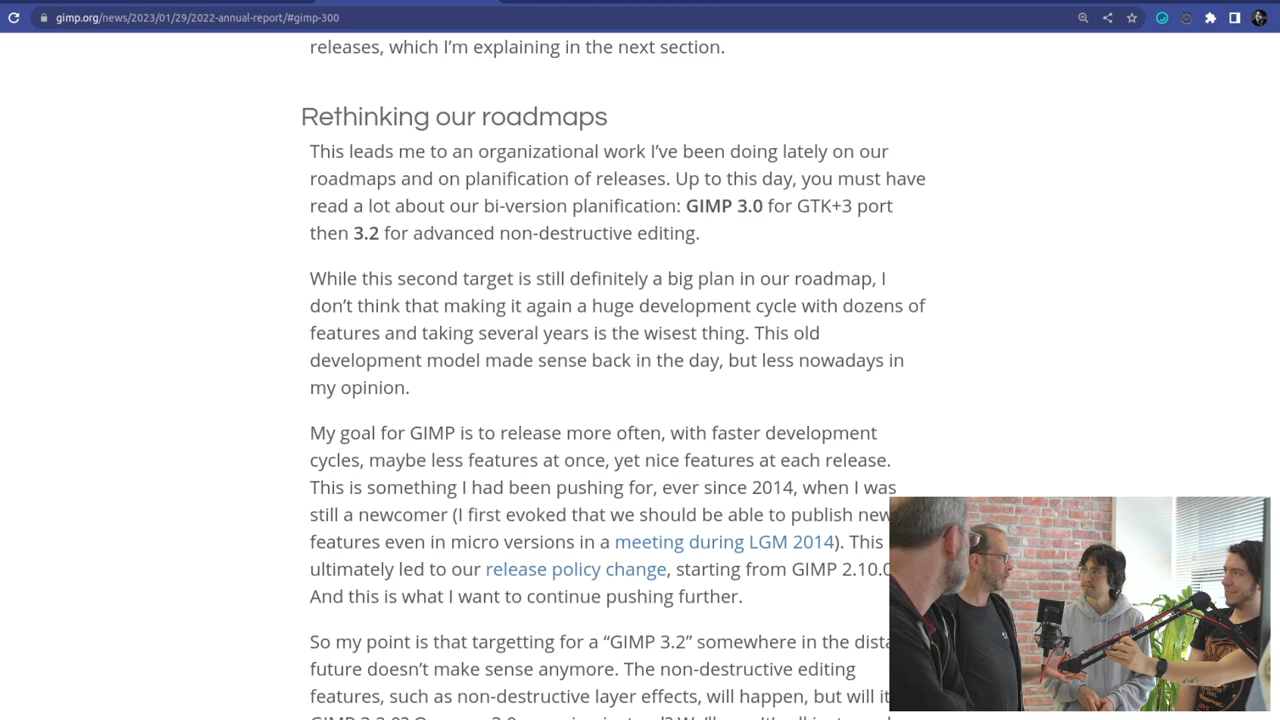 gimp.org/news/2023/01/29/2022-annual-report/#gimp-300
releases, which I’m explaining in the next section.
Rethinking our roadmaps
This leads me to an organizational work I’ve been doing lately on our
roadmaps and on planification of releases. Up to this day, you must have
read a lot about our bi-version planification: GIMP 3.0 for GTK+3 port
then 3.2 for advanced non-destructive editing.
While this second target is still definitely a big plan in our roadmap, I
don’t think that making it again a huge development cycle with dozens of
features and taking several years is the wisest thing. This old
development model made sense back in the day, but less nowadays in
my opinion.
My goal for GIMP is to release more often, with faster development
cycles, maybe less features at once, yet nice features at each release.
This is something I had been pushing for, ever since 2014, when I was
still a newcomer (I first evoked that we should be able to publish new
features even in micro versions in a meeting during LGM 2014). This
ultimately led to our release policy change, starting from GIMP 2.10.0
And this is what I want to continue pushing further.
So my point is that targetting for a “GIMP 3.2” somewhere in the dista
future doesn’t make sense anymore. The non-destructive editing
features, such as non-destructive layer effects, will happen, but will it